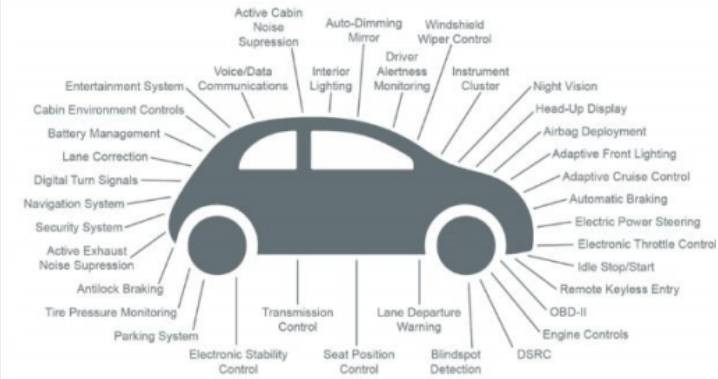 Active Cabin
Noise
Supression
Auto-Dimming
Mirror
Windshield
Wiper Control
Voice/Data
Communications
Interior
Lighting
Driver
Alertness
Monitoring
Instrument
Cluster
Entertainment System
Cabin Environment Controls
Battery Management
Lane Correction
Digital Turn Signals
Navigation System
Security System
Active Exhaust
Noise Supression
Antilock Braking
Tire Pressure Monitoring
Parking System
Night Vision
Head-Up Display
Airbag Deployment
Adaptive Front Lighting
Adaptive Cruise Control
Automatic Braking
Electric Power Steering
Electronic Throttle Control
Idle Stop/Start
Remote Keyless Entry
OBD-II
Engine Controls
DSRC
Electronic Stability
Control
Transmission
Control
Seat Position
Control
Lane Departure
Warning
Blindspot
Detection